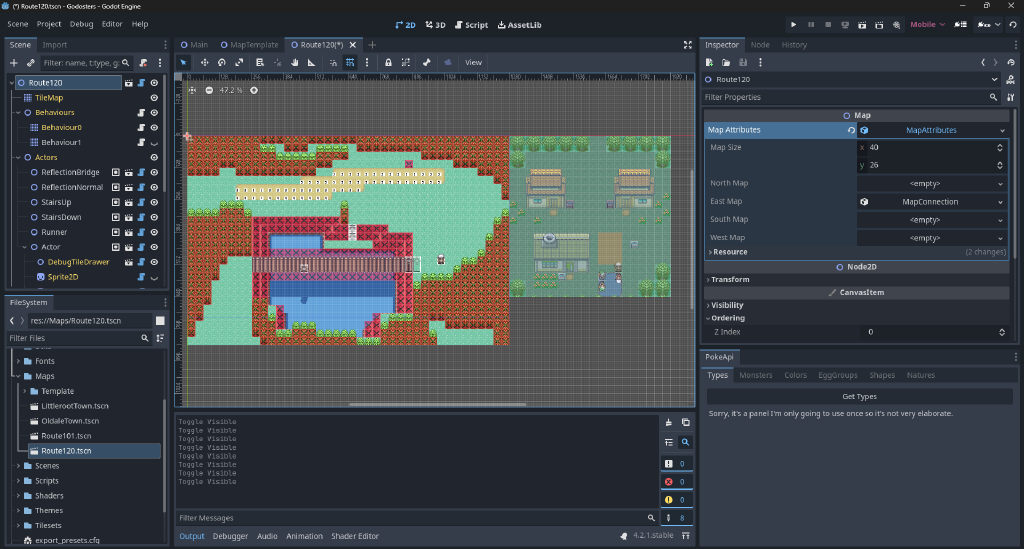 (*) Route120.tscn - Godosters - Godot Engine
Scene Project Debug Editor Help
2D 3D Script AssetLib
Mobile
Scene Import
Main MapTemplate Route120(*)
Inspector Node History
Filter: name, t:type, g:
View
Route120
TileMap
Behaviours
Behaviour0
Behaviour1
Actors
ReflectionBridge
ReflectionNormal
StairsUp
StairsDown
Runner
Actor
DebugTileDrawer
Sprite2D
47.2 %
Route120
Filter Properties
Map
Map Attributes MapAttributes
Map Size x 40
y 26
North Map <empty>
East Map MapConnection
South Map <empty>
West Map <empty>
Resource (2 changes)
Node2D
Transform
CanvasItem
Visibility
Ordering
Z Index 0
FileSystem
res://Maps/Route120.tscn
Filter Files
Fonts
Maps
Template
LittlerootTown.tscn
OldaleTown.tscn
Route101.tscn
Route120.tscn
Scenes
Scripts
Shaders
Themes
Tilesets
export_presets.cfg
Toggle Visible
Toggle Visible
Toggle Visible
Toggle Visible
Toggle Visible
Toggle Visible
Toggle Visible
Toggle Visible
0
0
0
8
Filter Messages
Output Debugger Audio Animation Shader Editor
4.2.1.stable
PokeApi
Types Monsters Colors EggGroups Shapes Natures
Get Types
Sorry, it's a panel I'm only going to use once so it's not very elaborate.